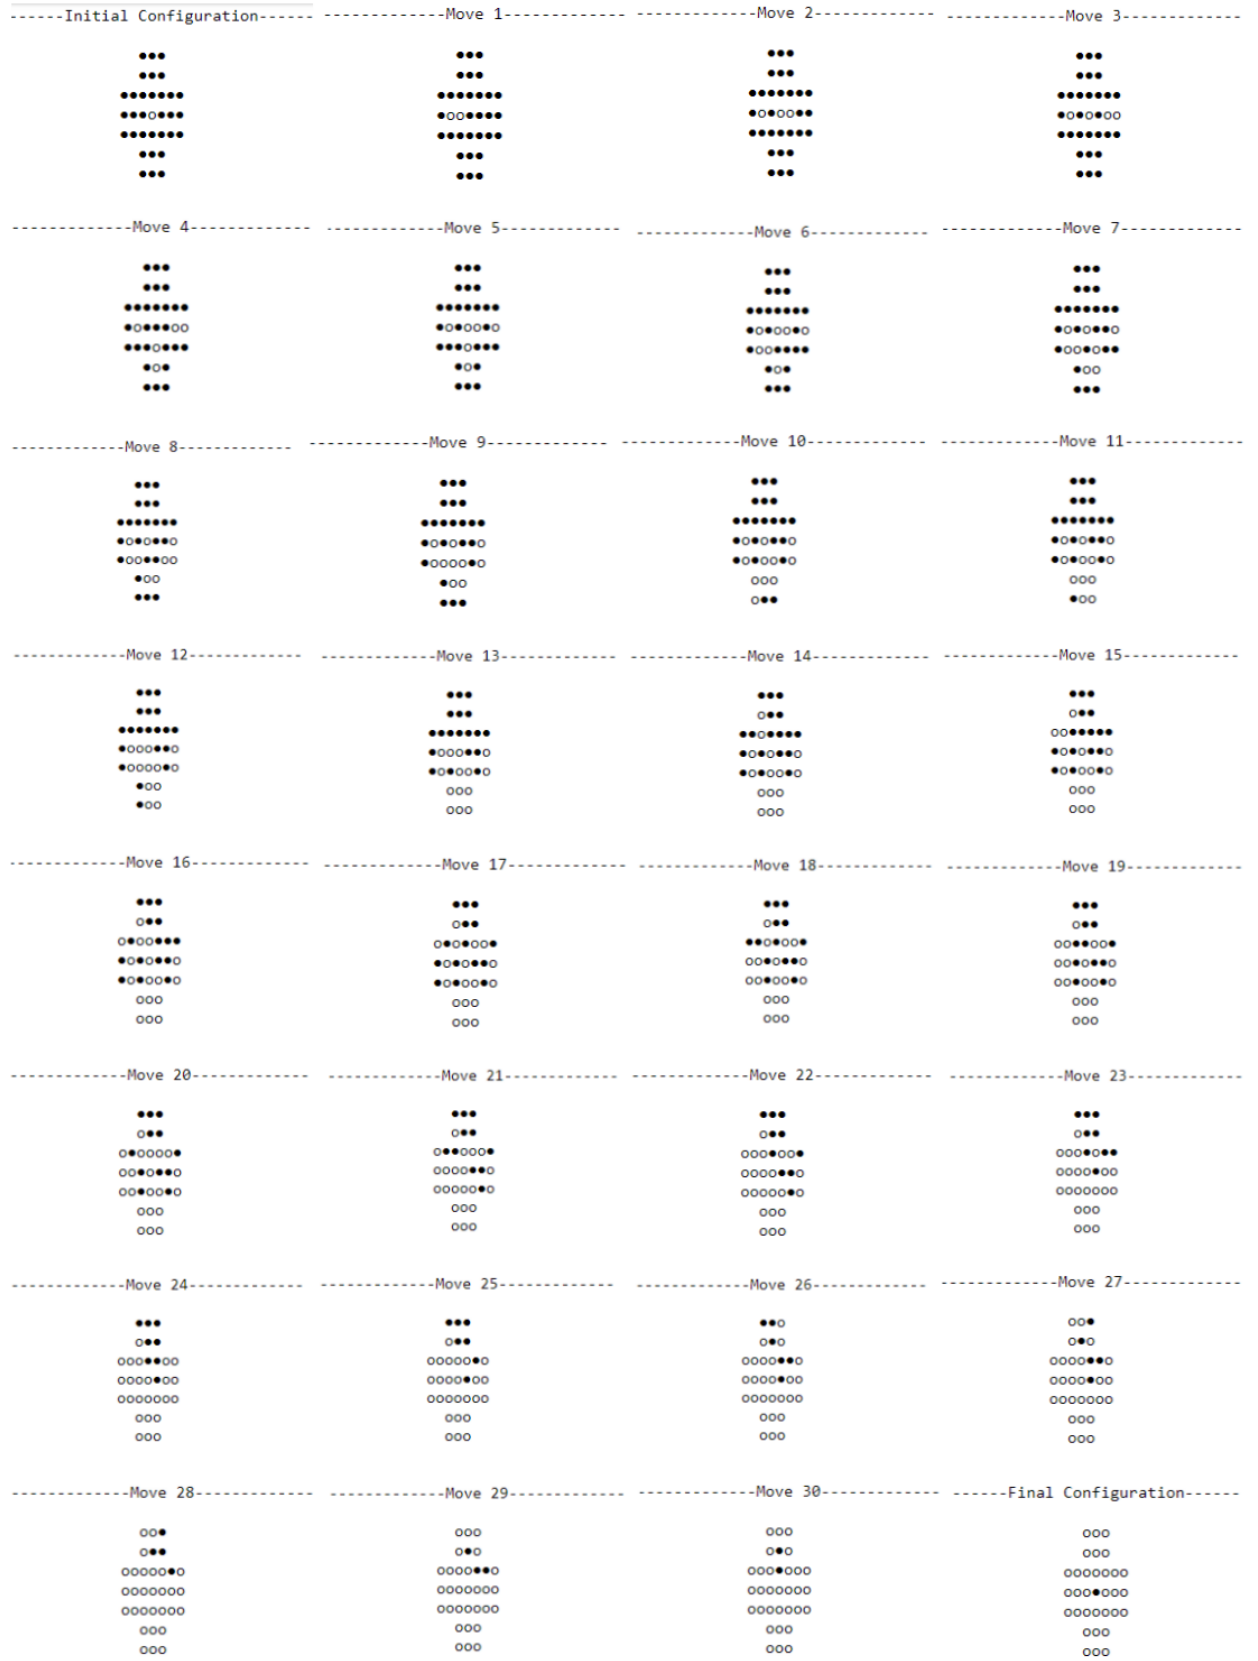 Initial Configuration
Move 1
Move 2
Move 3
Move 4
Move 5
Move 6
Move 7
Move 8
Move 9
Move 10
Move 11
Move 12
Move 13
Move 14
Move 15
Move 16
Move 17
Move 18
Move 19
Move 20
Move 21
Move 22
Move 23
Move 24
Move 25
Move 26
Move 27
Move 28
Move 29
Move 30
Final Configuration